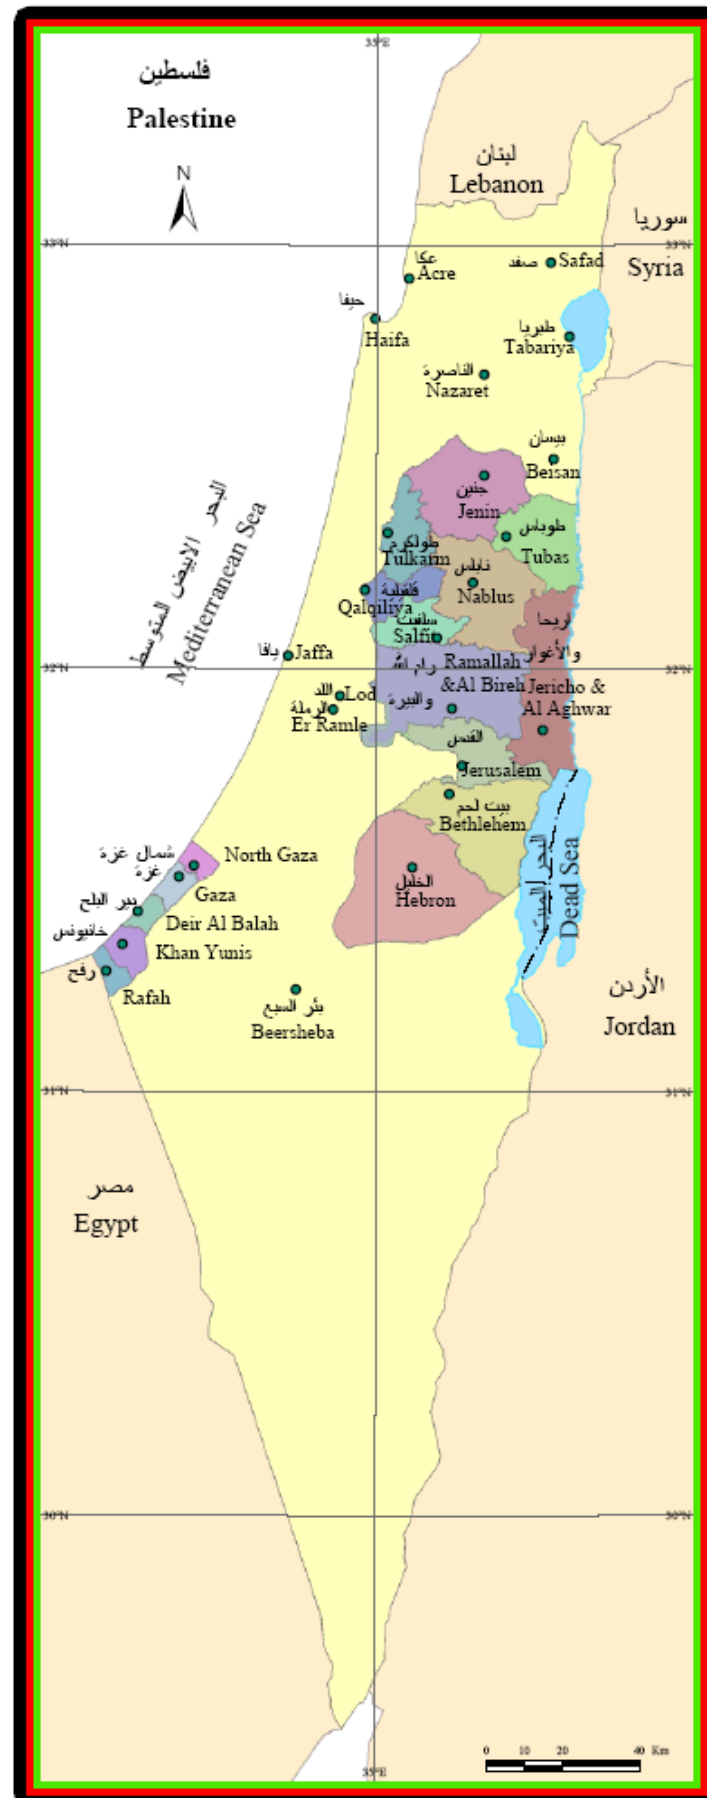 35°E
فلسطين
Palestine
N
لبنان
Lebanon
سوريا
Syria
33°N
33°N
عكا
Acre
صفد
Safad
حيفا
Haifa
طبريا
Tabariya
الناصرة
Nazaret
بيسان
Beisan
جنين
Jenin
طولكرم
Tulkarm
طوباس
Tubas
نابلس
Nablus
قلقيلية
Qalqiliya
سلفيت
Salfit
اريحا
والأغوار
Jericho &
Al Aghwar
البحر الابيض المتوسط
Mediterranean Sea
يافا
Jaffa
32°N
32°N
رام الله
والبيرة
Ramallah
&Al Bireh
اللد
Lod
الرملة
Er Ramle
القدس
Jerusalem
بيت لحم
Bethlehem
البحر الميت
Dead Sea
الخليل
Hebron
شمال غزة
North Gaza
غزة
Gaza
دير البلح
Deir Al Balah
خانيونس
Khan Yunis
رفح
Rafah
بئر السبع
Beersheba
الأردن
Jordan
31°N
31°N
مصر
Egypt
30°N
30°N
0 10 20 40 Km
35°E